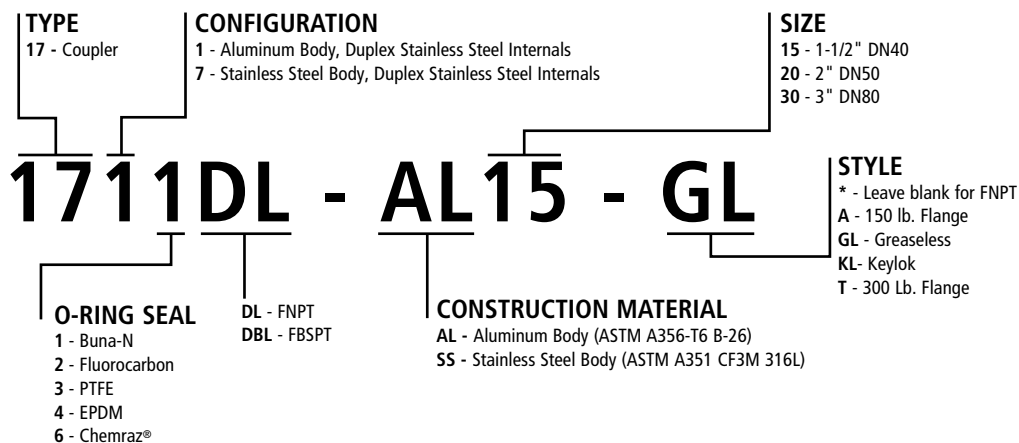 TYPE
17 - Coupler
CONFIGURATION
1 - Aluminum Body, Duplex Stainless Steel Internals
7 - Stainless Steel Body, Duplex Stainless Steel Internals
SIZE
15 - 1-1/2" DN40
20 - 2" DN50
30 - 3" DN80
1711DL - AL15 - GL
STYLE
* - Leave blank for FNPT
A - 150 lb. Flange
GL - Greaseless
KL- Keylok
T - 300 Lb. Flange
O-RING SEAL
1 - Buna-N
2 - Fluorocarbon
3 - PTFE
4 - EPDM
6 - Chemraz®
DL - FNPT
DBL - FBSPT
CONSTRUCTION MATERIAL
AL - Aluminum Body (ASTM A356-T6 B-26)
SS - Stainless Steel Body (ASTM A351 CF3M 316L)